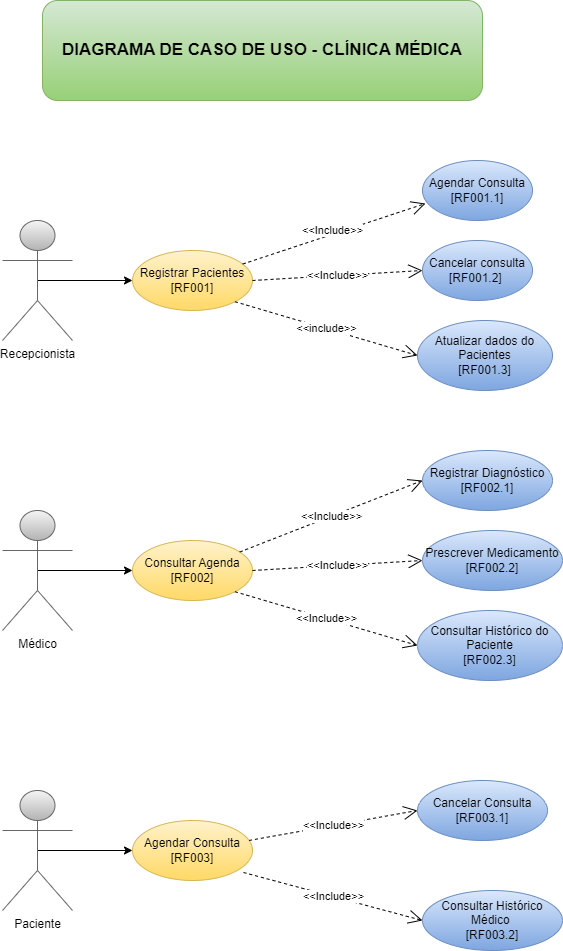 DIAGRAMA DE CASO DE USO - CLÍNICA MÉDICA
Agendar Consulta
[RF001.1]
<<Include>>
Registrar Pacientes
[RF001]
<<Include>>
Cancelar consulta
[RF001.2]
<<include>>
Atualizar dados do
Pacientes
[RF001.3]
Recepcionista
Registrar Diagnóstico
[RF002.1]
<<Include>>
Consultar Agenda
[RF002]
<<Include>>
Prescrever Medicamento
[RF002.2]
<<Include>>
Consultar Histórico do
Paciente
[RF002.3]
Médico
Cancelar Consulta
[RF003.1]
<<Include>>
Agendar Consulta
[RF003]
<<Include>>
Consultar Histórico
Médico
[RF003.2]
Paciente